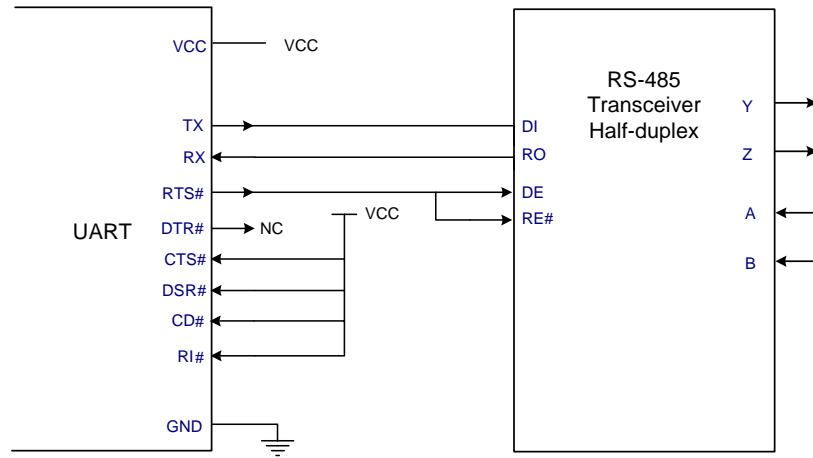 VCC
VCC
TX
RX
RTS#
DTR#
NC
VCC
UART
CTS#
DSR#
CD#
RI#
GND
RS-485
Transceiver
Half-duplex
DI
RO
DE
RE#
Y
Z
A
B